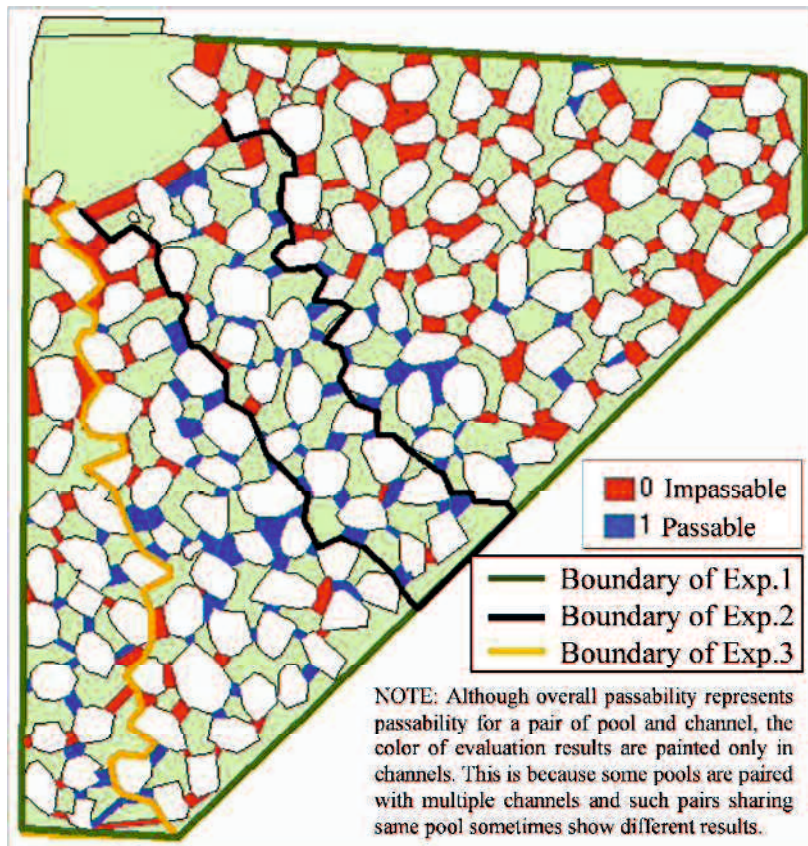 0 Impassable
1 Passable
Boundary of Exp.1
Boundary of Exp.2
Boundary of Exp.3
NOTE: Although overall passability represents
passability for a pair of pool and channel, the
color of evaluation results are painted only in
channels. This is because some pools are paired
with multiple channels and such pairs sharing
same pool sometimes show different results.